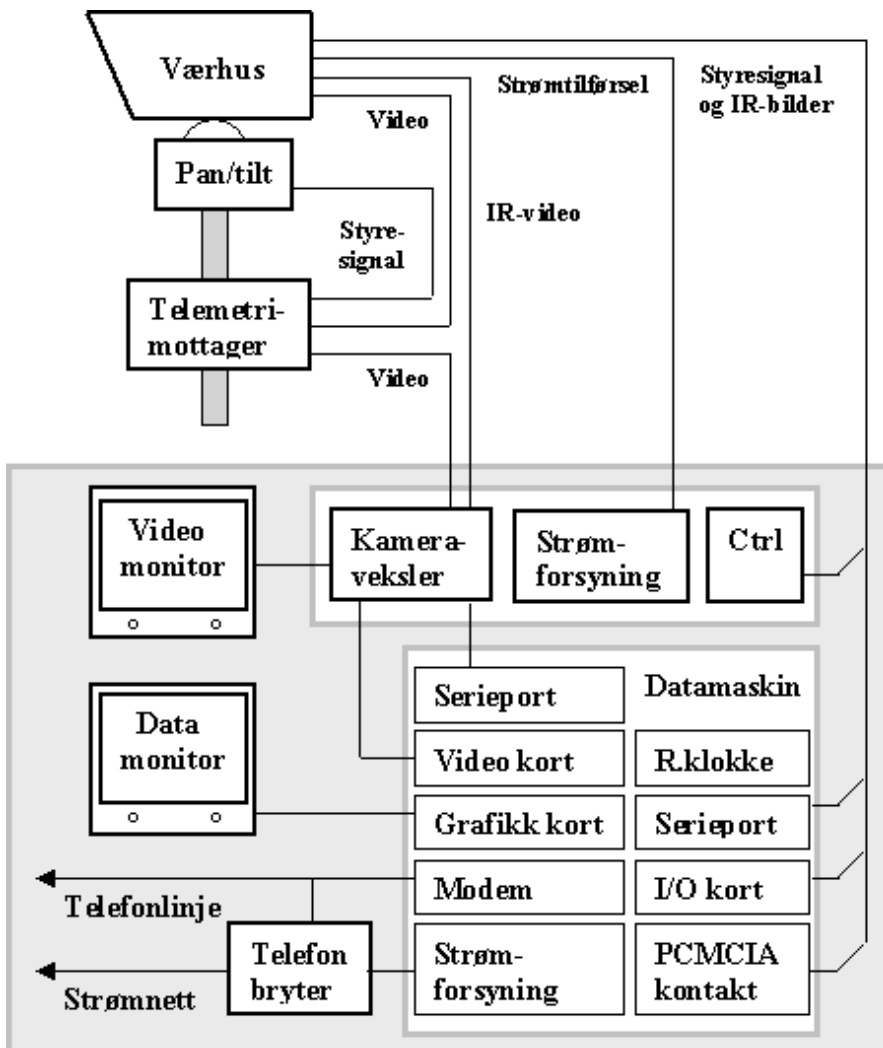 Værhus
Strømtilførsel
Styresignal
og IR-bilder
Video
Pan/tilt
IR-video
Styre-
signal
Telemetri-
mottager
Video
Video
monitor
Kamera-
veksler
Strøm-
forsyning
Ctrl
Serieport
Datamaskin
Data
monitor
Video kort
R.klokke
Grafikk kort
Serieport
Modem
I/O kort
Telefonlinje
Telefon
bryter
Strøm-
forsyning
PCMCIA
kontakt
Strømnett